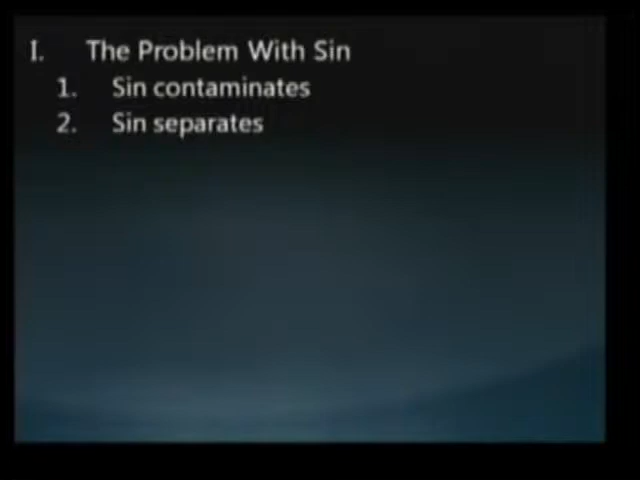 I. The Problem With Sin
1. Sin contaminates
2. Sin separates